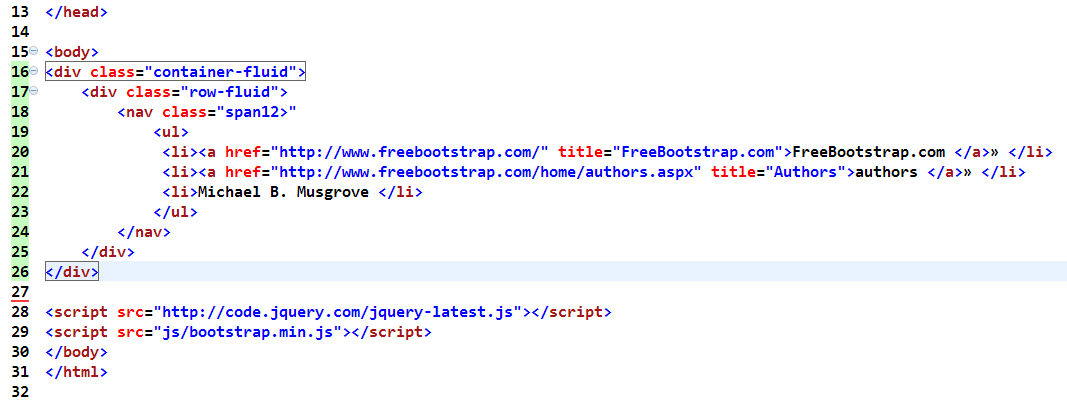 13 </head>
14
15 <body>
16 <div class="container-fluid">
17     <div class="row-fluid">
18         <nav class="span12>"
19             <ul>
20              <li><a href="http://www.freebootstrap.com/" title="FreeBootstrap.com">FreeBootstrap.com </a>» </li>
21              <li><a href="http://www.freebootstrap.com/home/authors.aspx" title="Authors">authors </a>» </li>
22              <li>Michael B. Musgrove </li>
23             </ul>
24         </nav>
25     </div>
26 </div>
27
28 <script src="http://code.jquery.com/jquery-latest.js"></script>
29 <script src="js/bootstrap.min.js"></script>
30 </body>
31 </html>
32